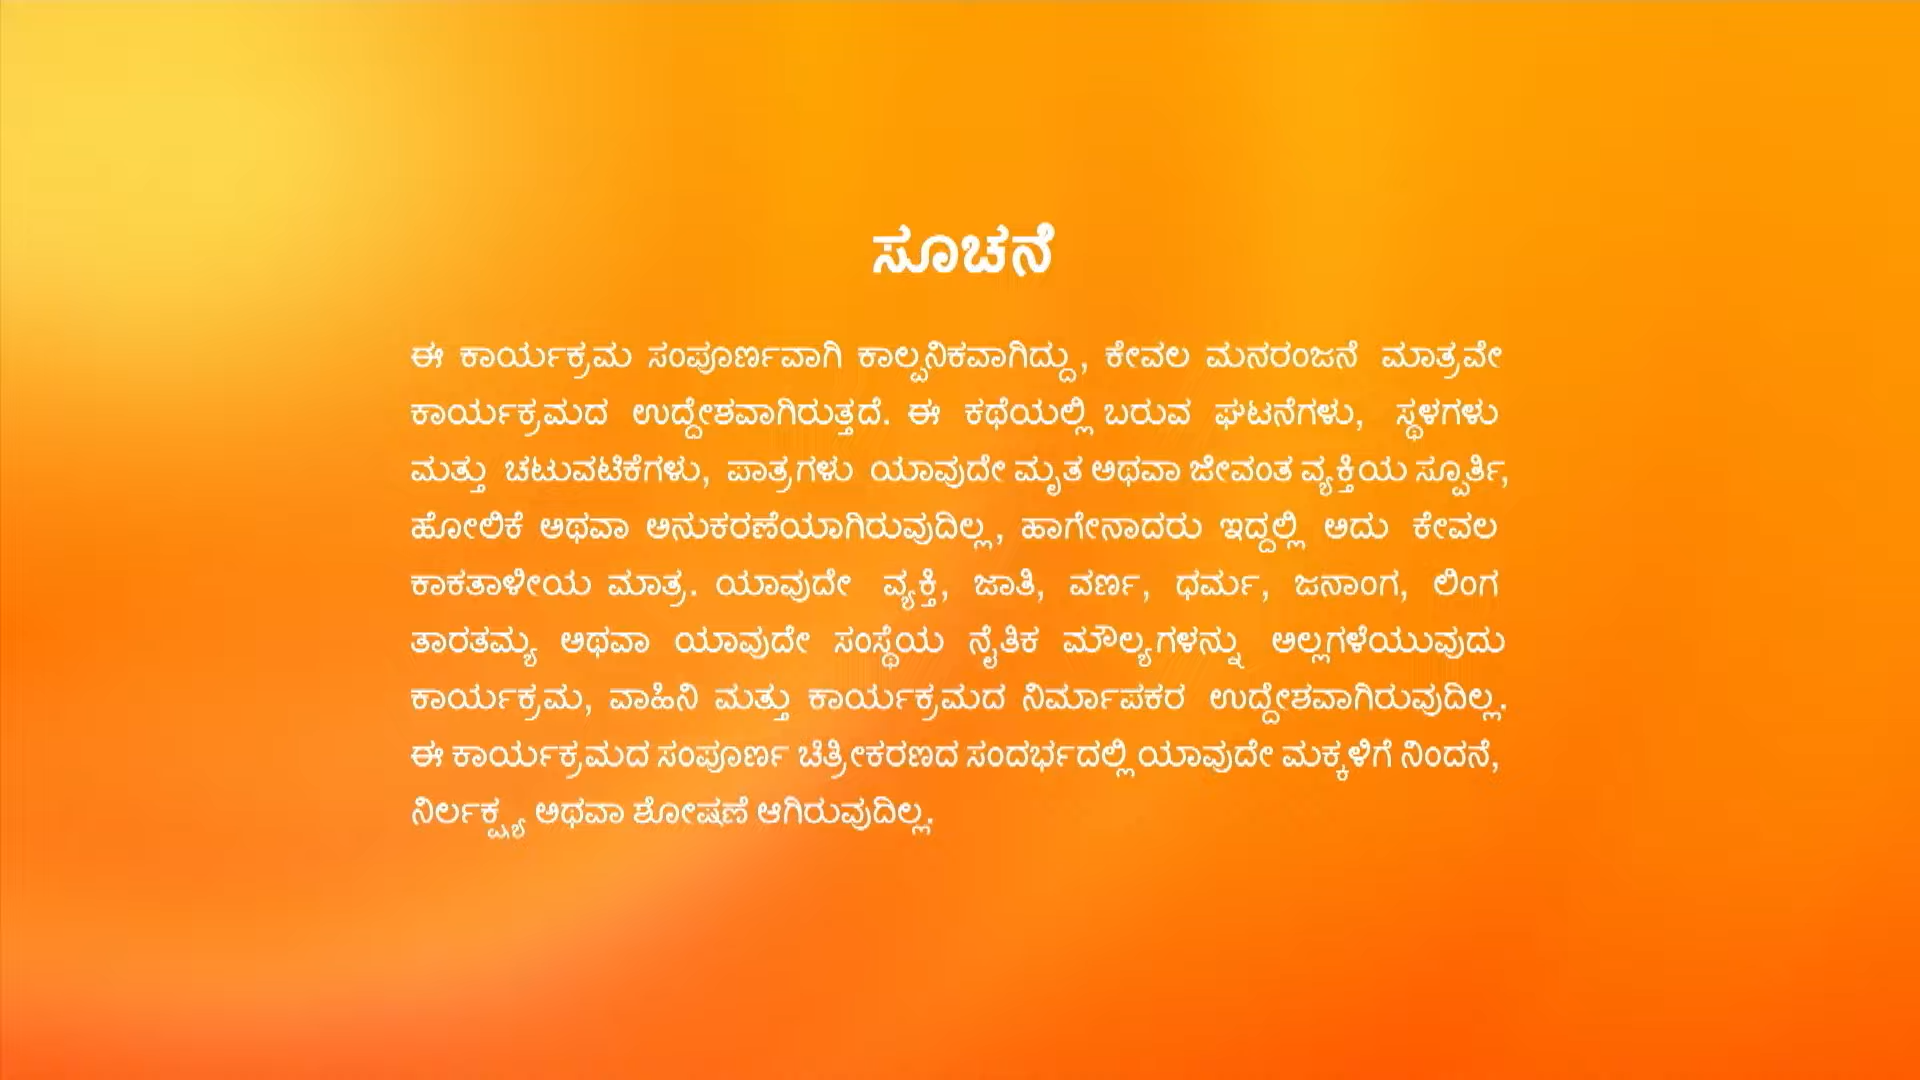 ಸೂಚನೆ
ಈ ಕಾರ್ಯಕ್ರಮ ಸಂಪೂರ್ಣವಾಗಿ ಕಾಲ್ಪನಿಕವಾಗಿದ್ದು, ಕೇವಲ ಮನರಂಜನೆ ಮಾತ್ರವೇ
ಕಾರ್ಯಕ್ರಮದ ಉದ್ದೇಶವಾಗಿರುತ್ತದೆ. ಈ ಕಥೆಯಲ್ಲಿ ಬರುವ ಘಟನೆಗಳು, ಸ್ಥಳಗಳು
ಮತ್ತು ಚಟುವಟಿಕೆಗಳು, ಪಾತ್ರಗಳು ಯಾವುದೇ ಮೃತ ಅಥವಾ ಜೀವಂತ ವ್ಯಕ್ತಿಯ ಸ್ಪೂರ್ತಿ,
ಹೋಲಿಕೆ ಅಥವಾ ಅನುಕರಣೆಯಾಗಿರುವುದಿಲ್ಲ, ಹಾಗೇನಾದರು ಇದ್ದಲ್ಲಿ ಅದು ಕೇವಲ
ಕಾಕತಾಳೀಯ ಮಾತ್ರ. ಯಾವುದೇ ವ್ಯಕ್ತಿ, ಜಾತಿ, ವರ್ಣ, ಧರ್ಮ, ಜನಾಂಗ, ಲಿಂಗ
ತಾರತಮ್ಯ ಅಥವಾ ಯಾವುದೇ ಸಂಸ್ಥೆಯ ನೈತಿಕ ಮೌಲ್ಯಗಳನ್ನು ಅಲ್ಲಗಳೆಯುವುದು
ಕಾರ್ಯಕ್ರಮ, ವಾಹಿನಿ ಮತ್ತು ಕಾರ್ಯಕ್ರಮದ ನಿರ್ಮಾಪಕರ ಉದ್ದೇಶವಾಗಿರುವುದಿಲ್ಲ.
ಈ ಕಾರ್ಯಕ್ರಮದ ಸಂಪೂರ್ಣ ಚಿತ್ರೀಕರಣದ ಸಂದರ್ಭದಲ್ಲಿ ಯಾವುದೇ ಮಕ್ಕಳಿಗೆ ನಿಂದನೆ,
ನಿರ್ಲಕ್ಷ್ಯ ಅಥವಾ ಶೋಷಣೆ ಆಗಿರುವುದಿಲ್ಲ.